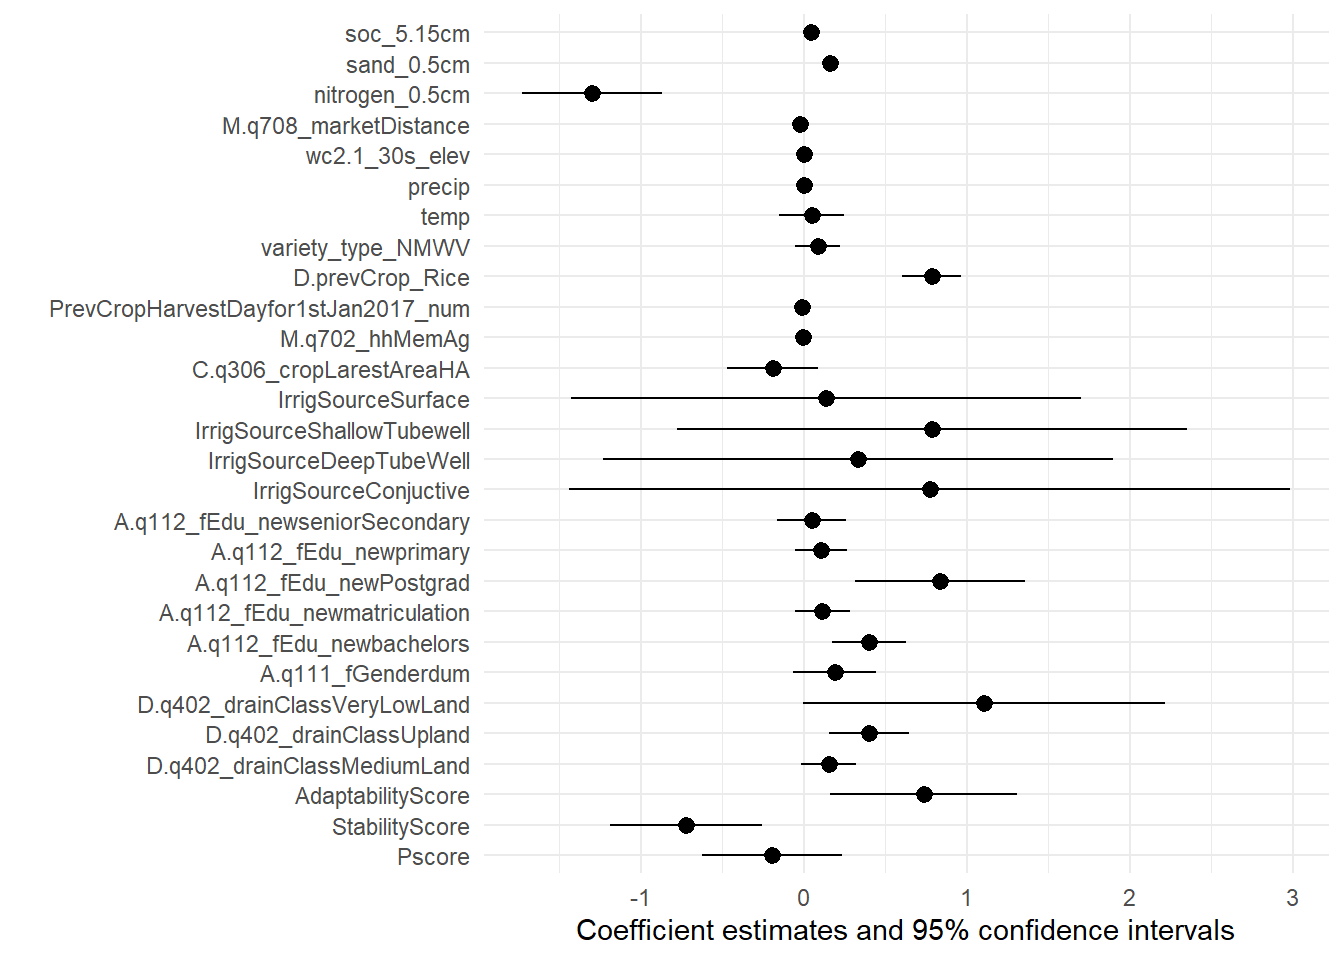 soc_5.15cm
sand_0.5cm
nitrogen_0.5cm
M.q708_marketDistance
wc2.1_30s_elev
precip
temp
variety_type_NMWV
D.prevCrop_Rice
PrevCropHarvestDayfor1stJan2017_num
M.q702_hhMemAg
C.q306_cropLarestAreaHA
IrrigSourceSurface
IrrigSourceShallowTubewell
IrrigSourceDeepTubeWell
IrrigSourceConjuctive
A.q112_fEdu_newseniorSecondary
A.q112_fEdu_newprimary
A.q112_fEdu_newPostgrad
A.q112_fEdu_newmatriculation
A.q112_fEdu_newbachelors
A.q111_fGenderdum
D.q402_drainClassVeryLowLand
D.q402_drainClassUpland
D.q402_drainClassMediumLand
AdaptabilityScore
StabilityScore
Pscore
-1 0 1 2 3
Coefficient estimates and 95% confidence intervals